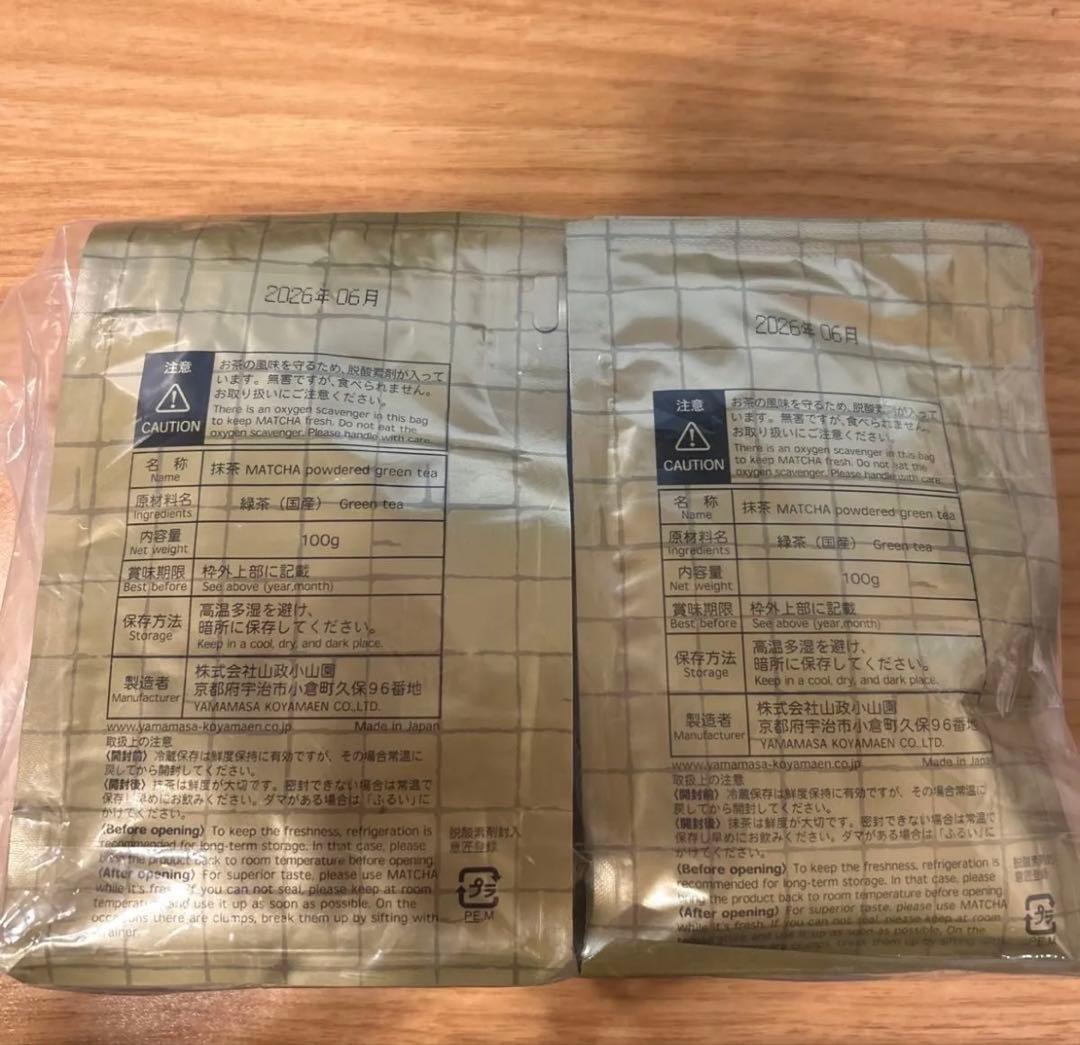 2026年 06月
注意
CAUTION
お茶の風味を守るため、脱酸素剤が入って
います。無害ですが、食べられません。
お取り扱いにご注意ください。
There is an oxygen scavenger in this bag
to keep MATCHA fresh. Do not eat the
oxygen scavenger. Please handle with care.
名 称 抹茶 MATCHA powdered green tea
Name
原材料名 緑茶（国産） Green tea
Ingredients
内容量 100g
Net weight
賞味期限 枠外上部に記載
Best before See above (year,month)
保存方法 高温多湿を避け、
暗所に保存してください。
Storage Keep in a cool, dry, and dark place.
製造者 株式会社山政小山園
京都府宇治市小倉町久保96番地
Manufacturer YAMAMASA KOYAMAEN CO.,LTD.
www.yamamasa-koyamaen.co.jp Made in Japan
取扱上の注意
〈開封前〉冷蔵保存は鮮度保持に有効ですが、その場合常温に
戻してから開封してください。
〈開封後〉抹茶は鮮度が大切です。密封できない場合は常温で
保存し早めにお飲みください。ダマがある場合は「ふるい」に
かけてください。
〈Before opening〉 To keep the freshness, refrigeration is
recommended for long-term storage. In that case, please
bring the product back to room temperature before opening.
〈After opening〉 For superior taste, please use MATCHA
while it's fresh. If you can not seal, please keep at room
temperature and use it up as soon as possible. On the
occasions there are clumps, break them up by sifting with
脱酸素剤封入
意匠登録
プラ
PE,M
2026年 06月
注意
CAUTION
お茶の風味を守るため、脱酸素剤が入って
います。無害ですが、食べられません。
お取り扱いにご注意ください。
There is an oxygen scavenger in this bag
to keep MATCHA fresh. Do not eat the
oxygen scavenger. Please handle with care.
名 称 抹茶 MATCHA powdered green tea
Name
原材料名 緑茶（国産） Green tea
Ingredients
内容量 100g
Net weight
賞味期限 枠外上部に記載
Best before See above (year,month)
保存方法 高温多湿を避け、
暗所に保存してください。
Storage Keep in a cool, dry, and dark place.
製造者 株式会社山政小山園
京都府宇治市小倉町久保96番地
Manufacturer YAMAMASA KOYAMAEN CO.,LTD.
www.yamamasa-koyamaen.co.jp Made in Japan
取扱上の注意
〈開封前〉冷蔵保存は鮮度保持に有効ですが、その場合常温に
戻してから開封してください。
〈開封後〉抹茶は鮮度が大切です。密封できない場合は常温で
保存し早めにお飲みください。ダマがある場合は「ふるい」に
かけてください。
〈Before opening〉 To keep the freshness, refrigeration is
recommended for long-term storage. In that case, please
bring the product back to room temperature before opening.
〈After opening〉 For superior taste, please use MATCHA
while it's fresh. If you can not seal, please keep at room
and use it up as soon as possible. On the
clumps, break them up by sifting with
プラ
PE,M